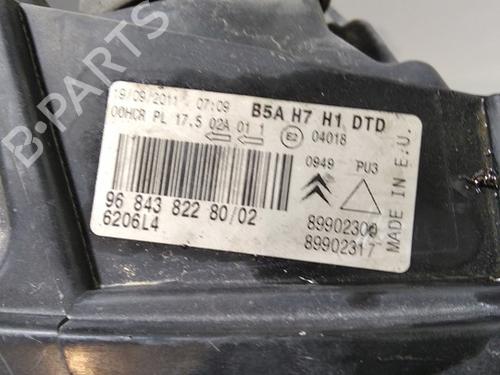 B-PARTS
19/09/2011 07:09 B5A H7 H1 DTD
00HCR PL 17.5 02A 01 1 E2 04018
0949 PU3
96 843 822 80/02
6206L4
89902300
89902317
MADE IN E.U.